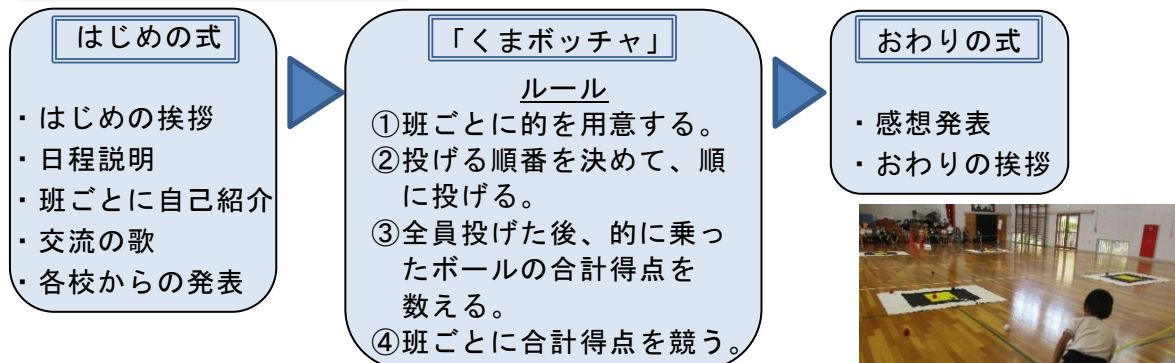 はじめの式
・はじめの挨拶
・日程説明
・班ごとに自己紹介
・交流の歌
・各校からの発表
「くまボッチャ」
ルール
①班ごとに的を用意する。
②投げる順番を決めて、順
に投げる。
③全員投げた後、的に乗っ
たボールの合計得点を
数える。
④班ごとに合計得点を競う。
おわりの式
・感想発表
・おわりの挨拶